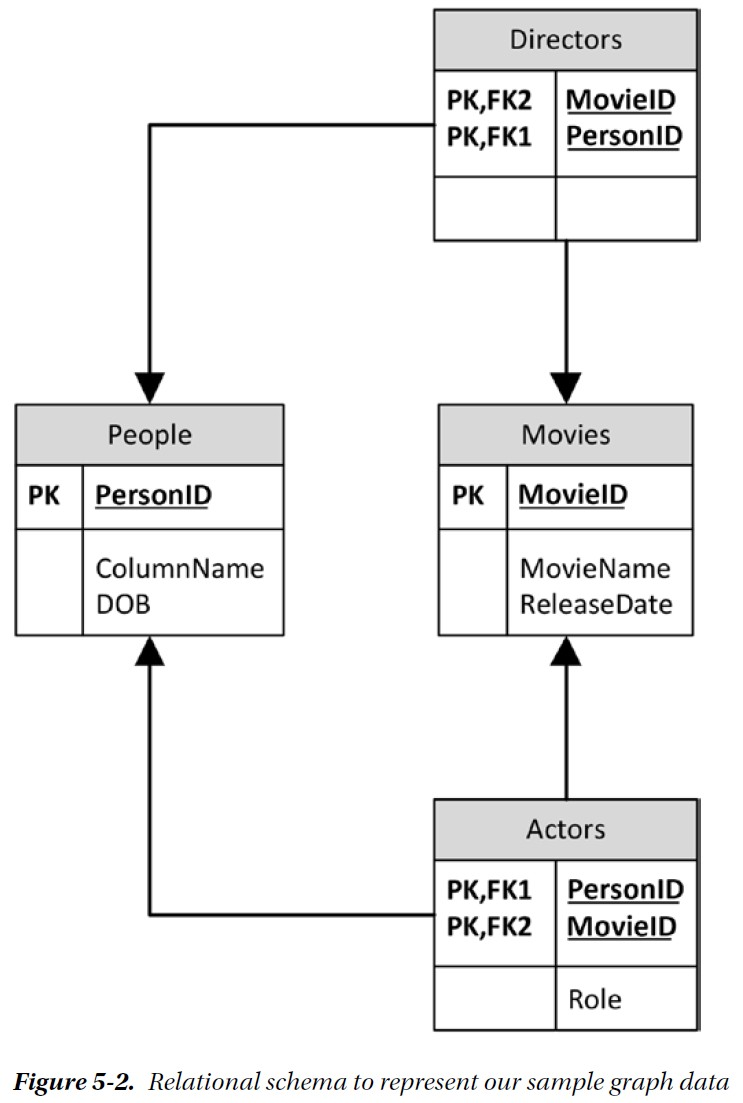 Directors
PK,FK2 MovieID
PK,FK1 PersonID
People
PK PersonID
ColumnName
DOB
Movies
PK MovieID
MovieName
ReleaseDate
Actors
PK,FK1 PersonID
PK,FK2 MovieID
Role
Figure 5-2. Relational schema to represent our sample graph data